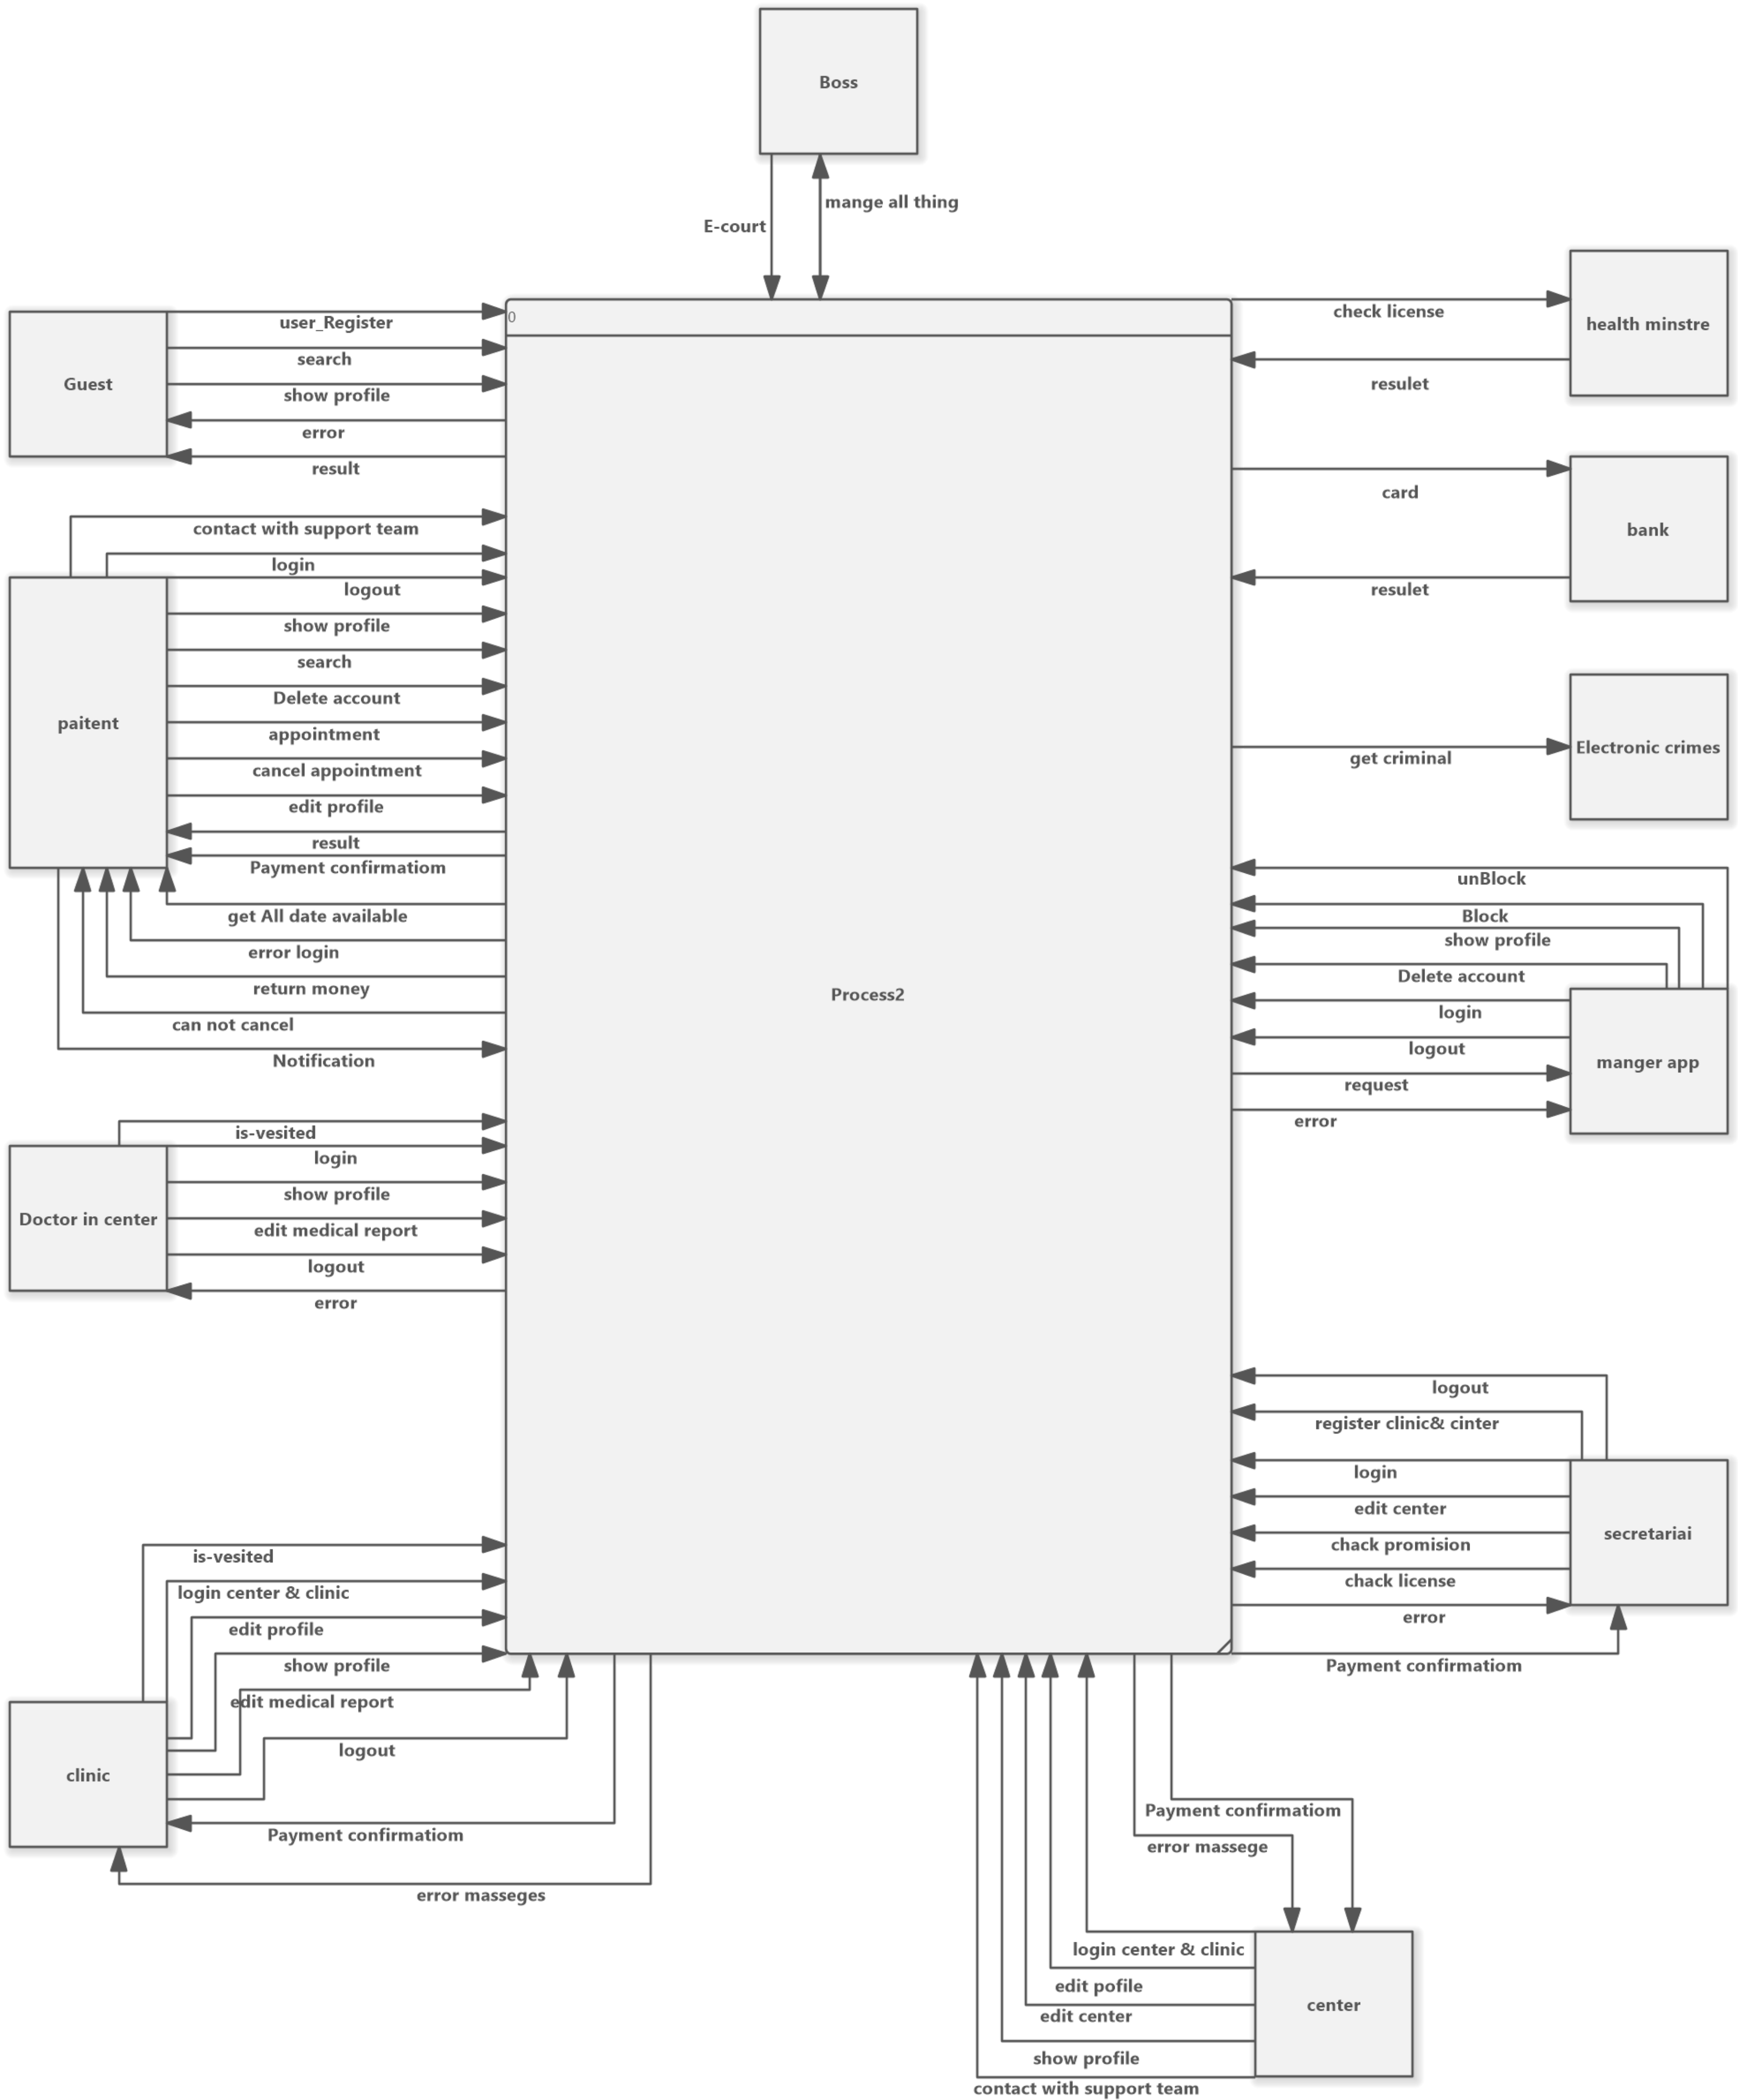 Boss
mange all thing
E-court
0
Process2
Guest
user_Register
search
show profile
error
result
contact with support team
login
logout
show profile
search
Delete account
appointment
cancel appointment
edit profile
result
Payment confirmatiom
get All date available
error login
return money
can not cancel
Notification
paitent
is-vesited
login
show profile
edit medical report
logout
error
Doctor in center
is-vesited
login center & clinic
edit profile
show profile
edit medical report
logout
clinic
Payment confirmatiom
error masseges
health minstre
check license
resulet
card
bank
resulet
Electronic crimes
get criminal
unBlock
Block
show profile
Delete account
login
logout
manger app
request
error
logout
register clinic& cinter
login
edit center
secretariai
chack promision
chack license
error
Payment confirmatiom
Payment confirmatiom
error massege
login center & clinic
edit pofile
center
edit center
show profile
contact with support team